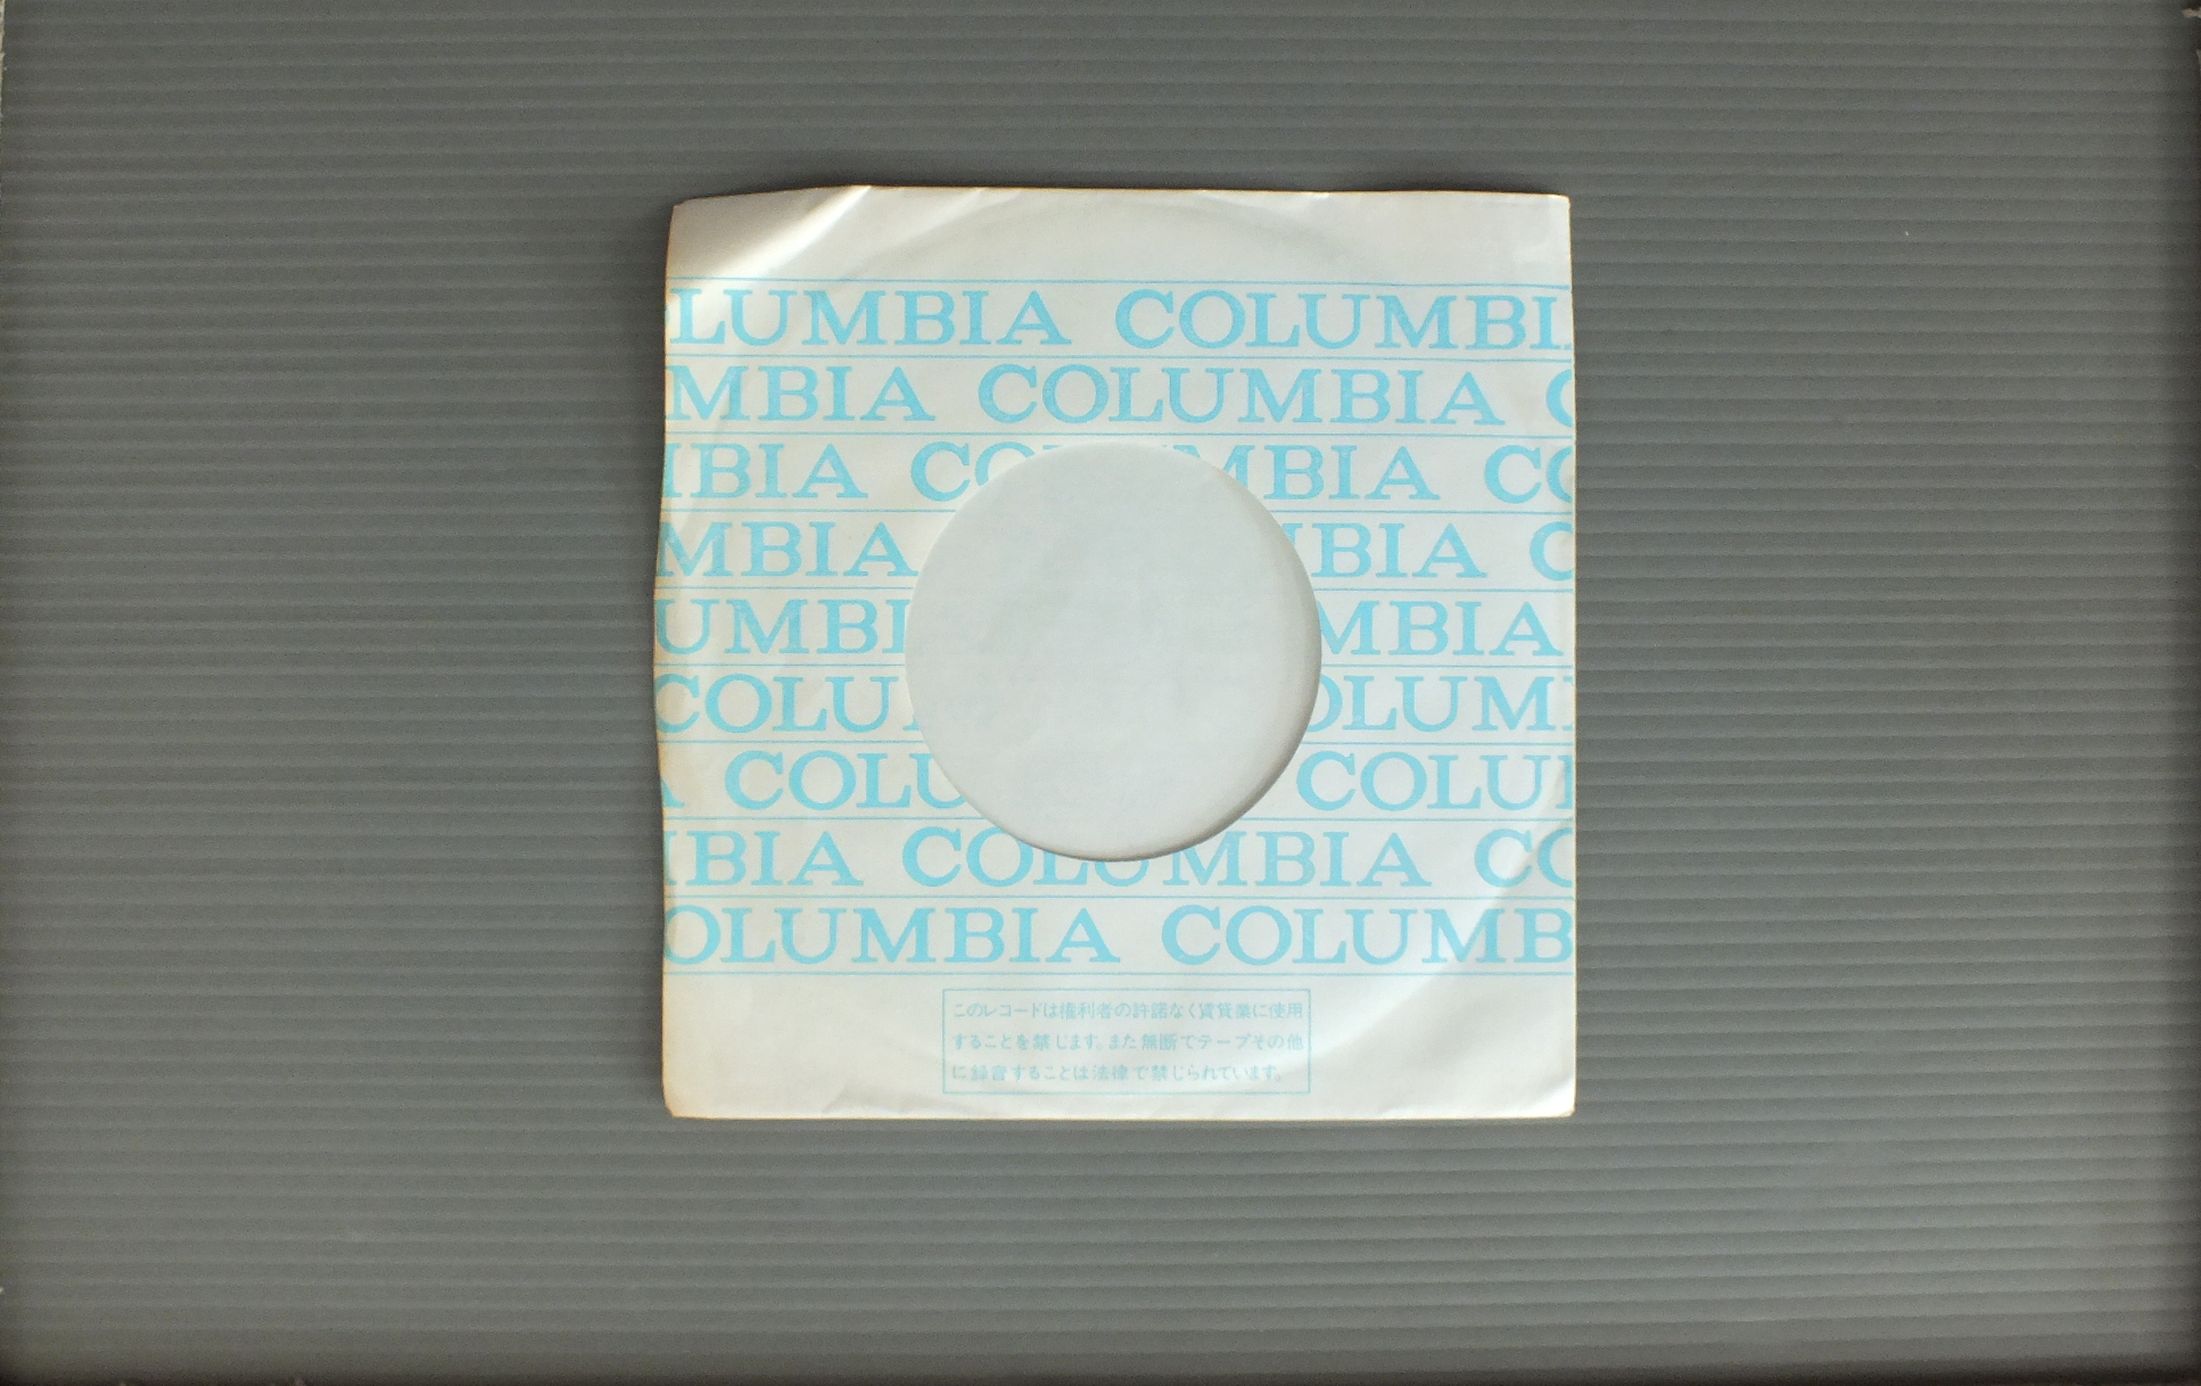 LUMBIA COLUMBI
MBIA COLUMBIA C
BIA CO MBIA CO
MBIA BIA C
UMBI MBIA
COLU OLUM
A COLU COLU
BIA COLUMBIA CO
OLUMBIA COLUMB
このレコードは権利者の許諾なく賃貸業に使用
することを禁じます。また無断でテープその他
に録音することは法律で禁じられています。